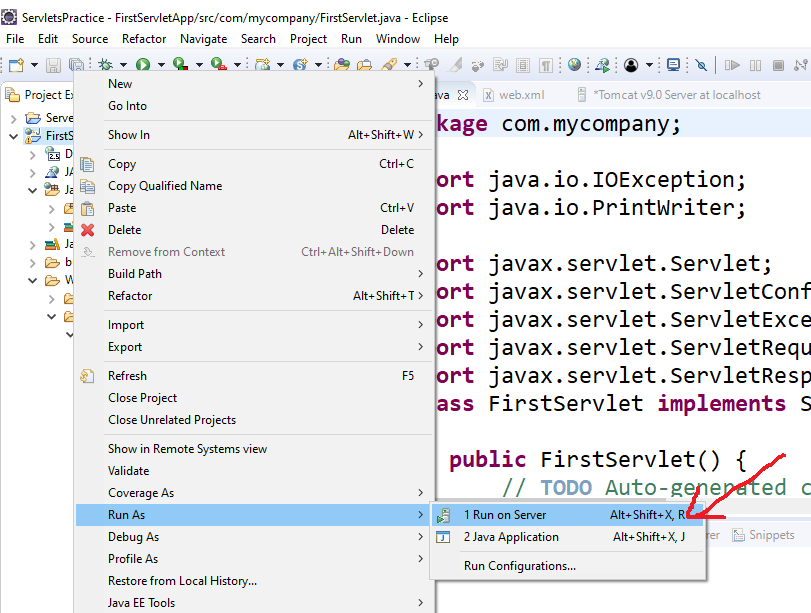 ServletsPractice - FirstServletApp/src/com/mycompany/FirstServlet.java - Eclipse
File Edit Source Refactor Navigate Search Project Run Window Help
Project Ex
ava web.xml *Tomcat v9.0 Server at localhost
Serve
FirstS
D
JA
Ja
Ja
b
W
New
Go Into
Show In Alt+Shift+W
Copy Ctrl+C
Copy Qualified Name
Paste Ctrl+V
Delete Delete
Remove from Context Ctrl+Alt+Shift+Down
Build Path
Refactor Alt+Shift+T
Import
Export
Refresh F5
Close Project
Close Unrelated Projects
Show in Remote Systems view
Validate
Coverage As
Run As
Debug As
Profile As
Restore from Local History...
Java EE Tools
kage com.mycompany;
ort java.io.IOException;
ort java.io.PrintWriter;
ort javax.servlet.Servlet;
ort javax.servlet.ServletConf
ort javax.servlet.ServletExce
ort javax.servlet.ServletRequ
ort javax.servlet.ServletResp
ass FirstServlet implements S
public FirstServlet() {
// TODO Auto-generated c
1 Run on Server Alt+Shift+X, R
2 Java Application Alt+Shift+X, J
Run Configurations...
rer Snippets